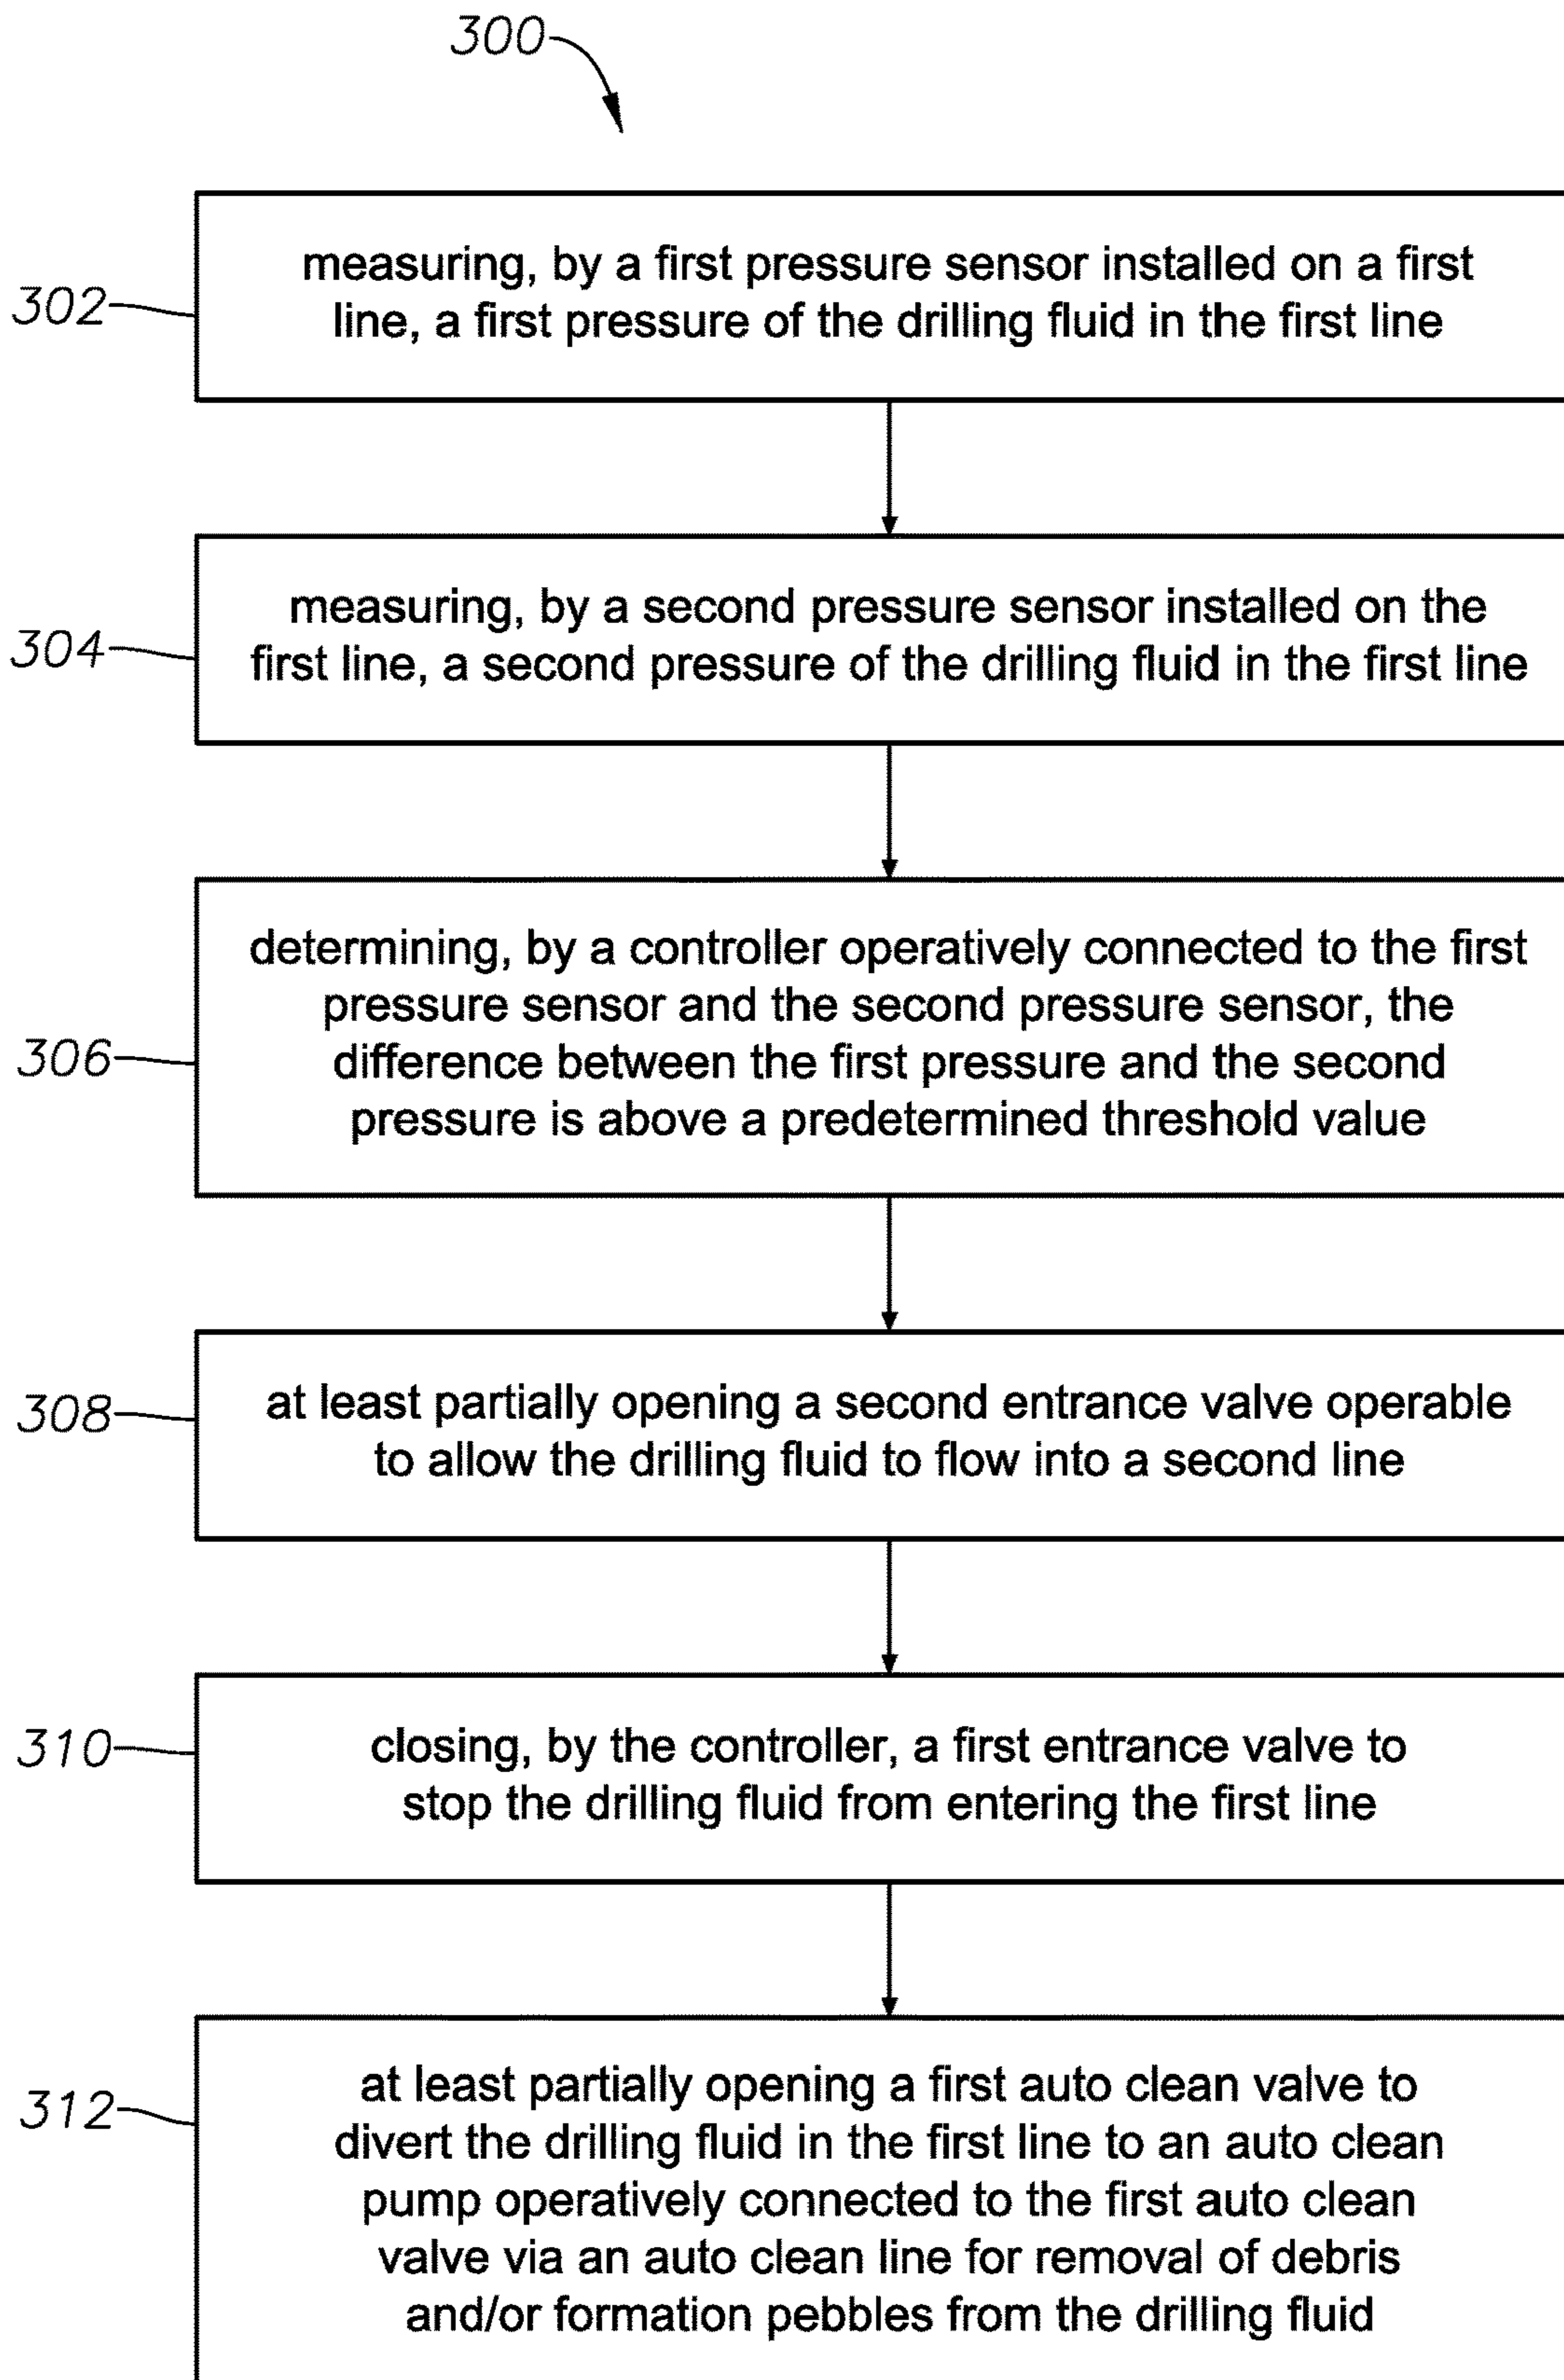 300
302
measuring, by a first pressure sensor installed on a first
line, a first pressure of the drilling fluid in the first line
304
measuring, by a second pressure sensor installed on the
first line, a second pressure of the drilling fluid in the first line
306
determining, by a controller operatively connected to the first
pressure sensor and the second pressure sensor, the
difference between the first pressure and the second
pressure is above a predetermined threshold value
308
at least partially opening a second entrance valve operable
to allow the drilling fluid to flow into a second line
310
closing, by the controller, a first entrance valve to
stop the drilling fluid from entering the first line
312
at least partially opening a first auto clean valve to
divert the drilling fluid in the first line to an auto clean
pump operatively connected to the first auto clean
valve via an auto clean line for removal of debris
and/or formation pebbles from the drilling fluid